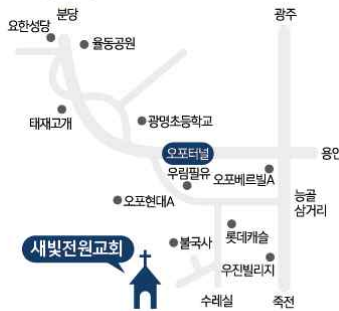 분당
광주
요한성당
율동공원
태재고개
광명초등학교
오포터널
용인
우림필유
오포베르빌A
오포현대A
능골
삼거리
불국사
롯데캐슬
새빛전원교회
우진빌리지
수레실
죽전